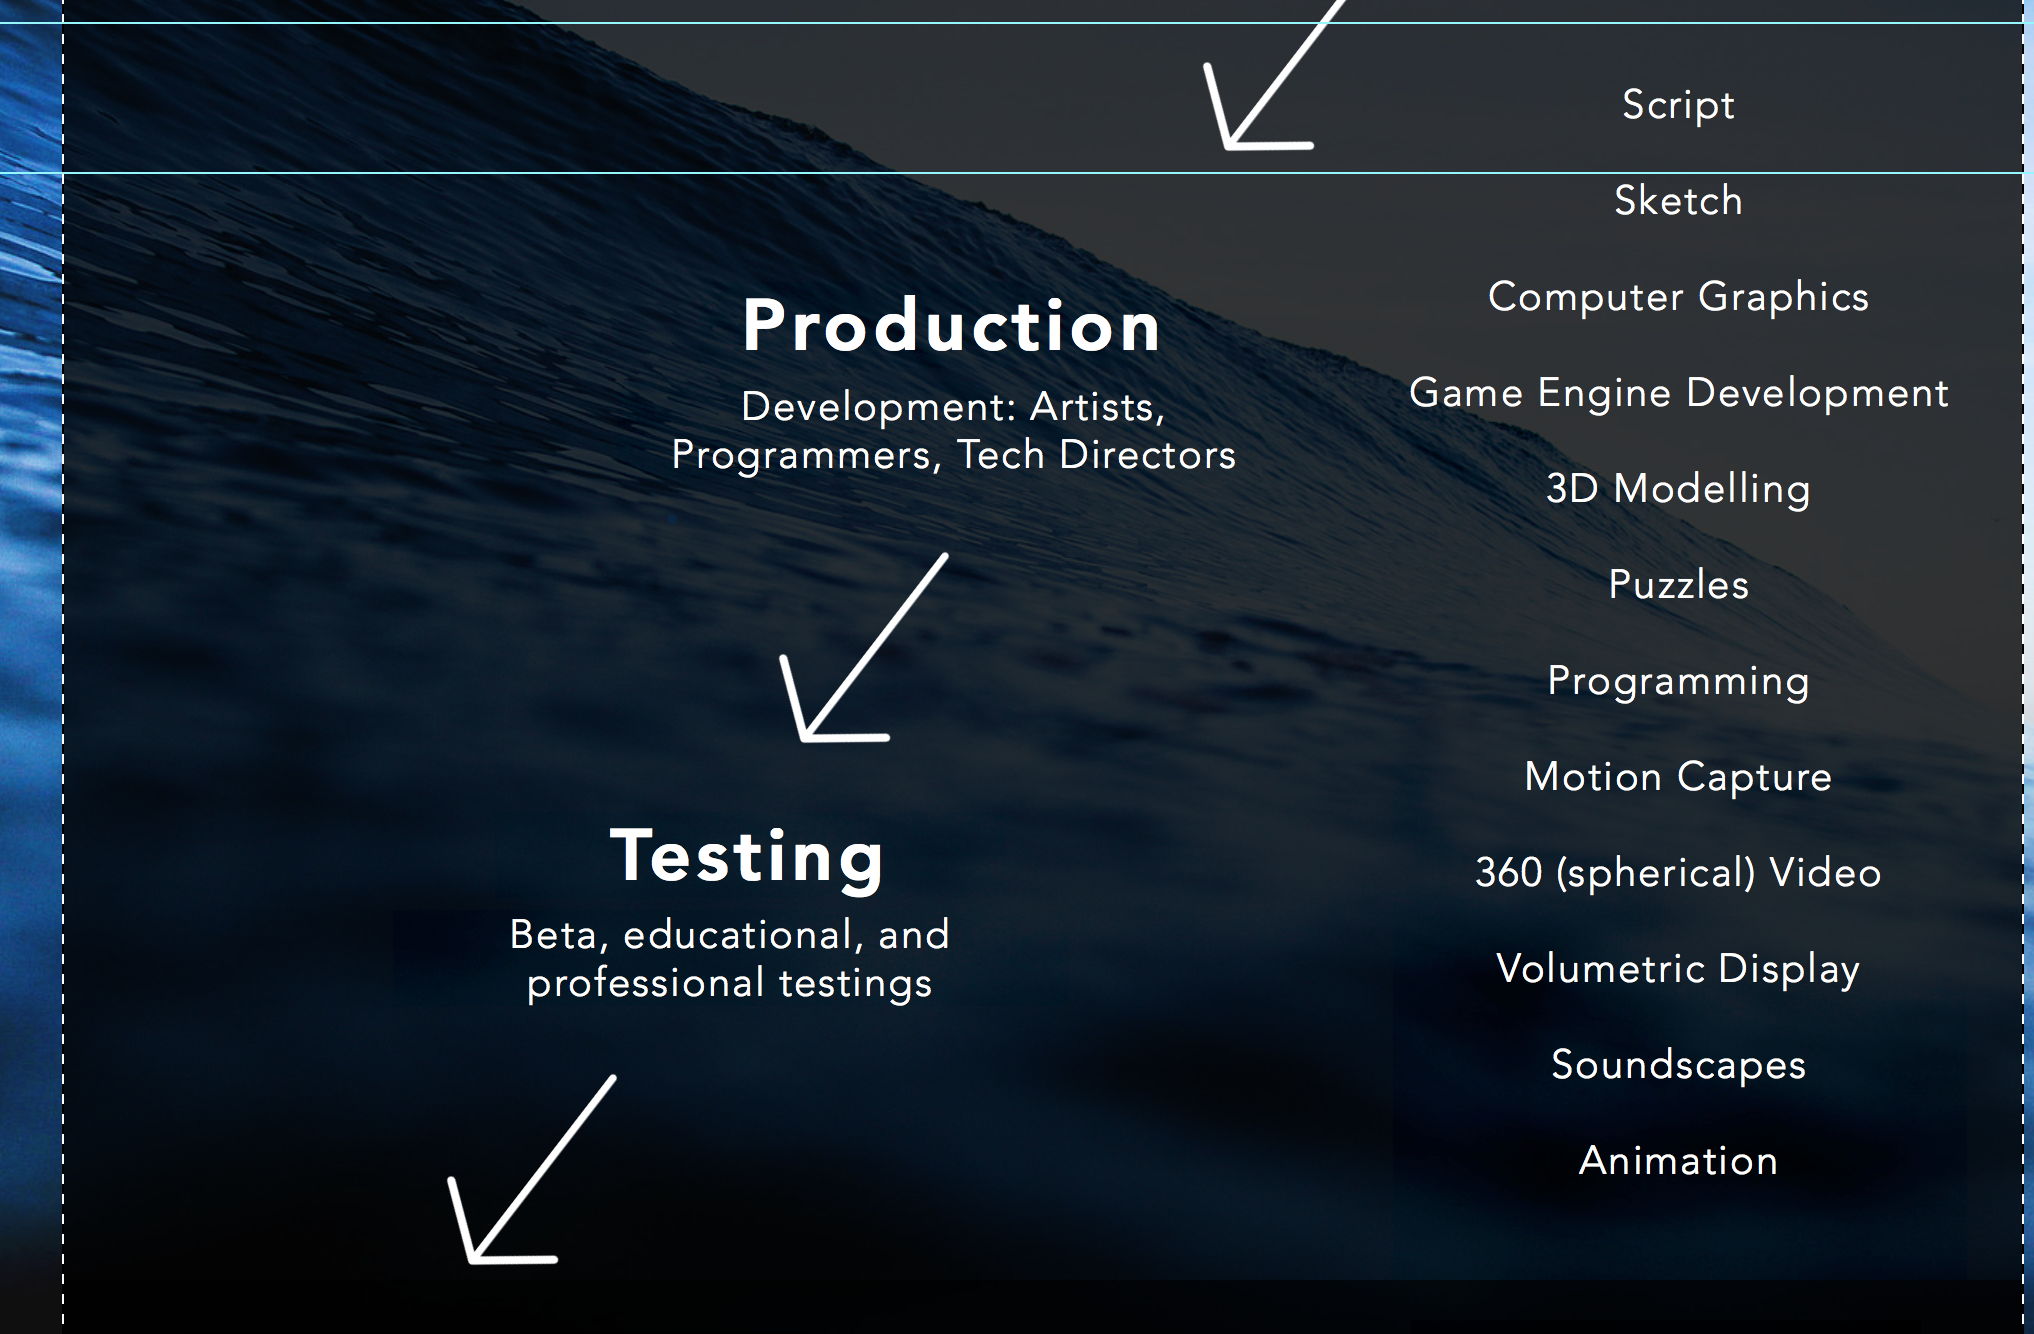 Production
Development: Artists,
Programmers, Tech Directors
Testing
Beta, educational, and
professional testings
Script
Sketch
Computer Graphics
Game Engine Development
3D Modelling
Puzzles
Programming
Motion Capture
360 (spherical) Video
Volumetric Display
Soundscapes
Animation